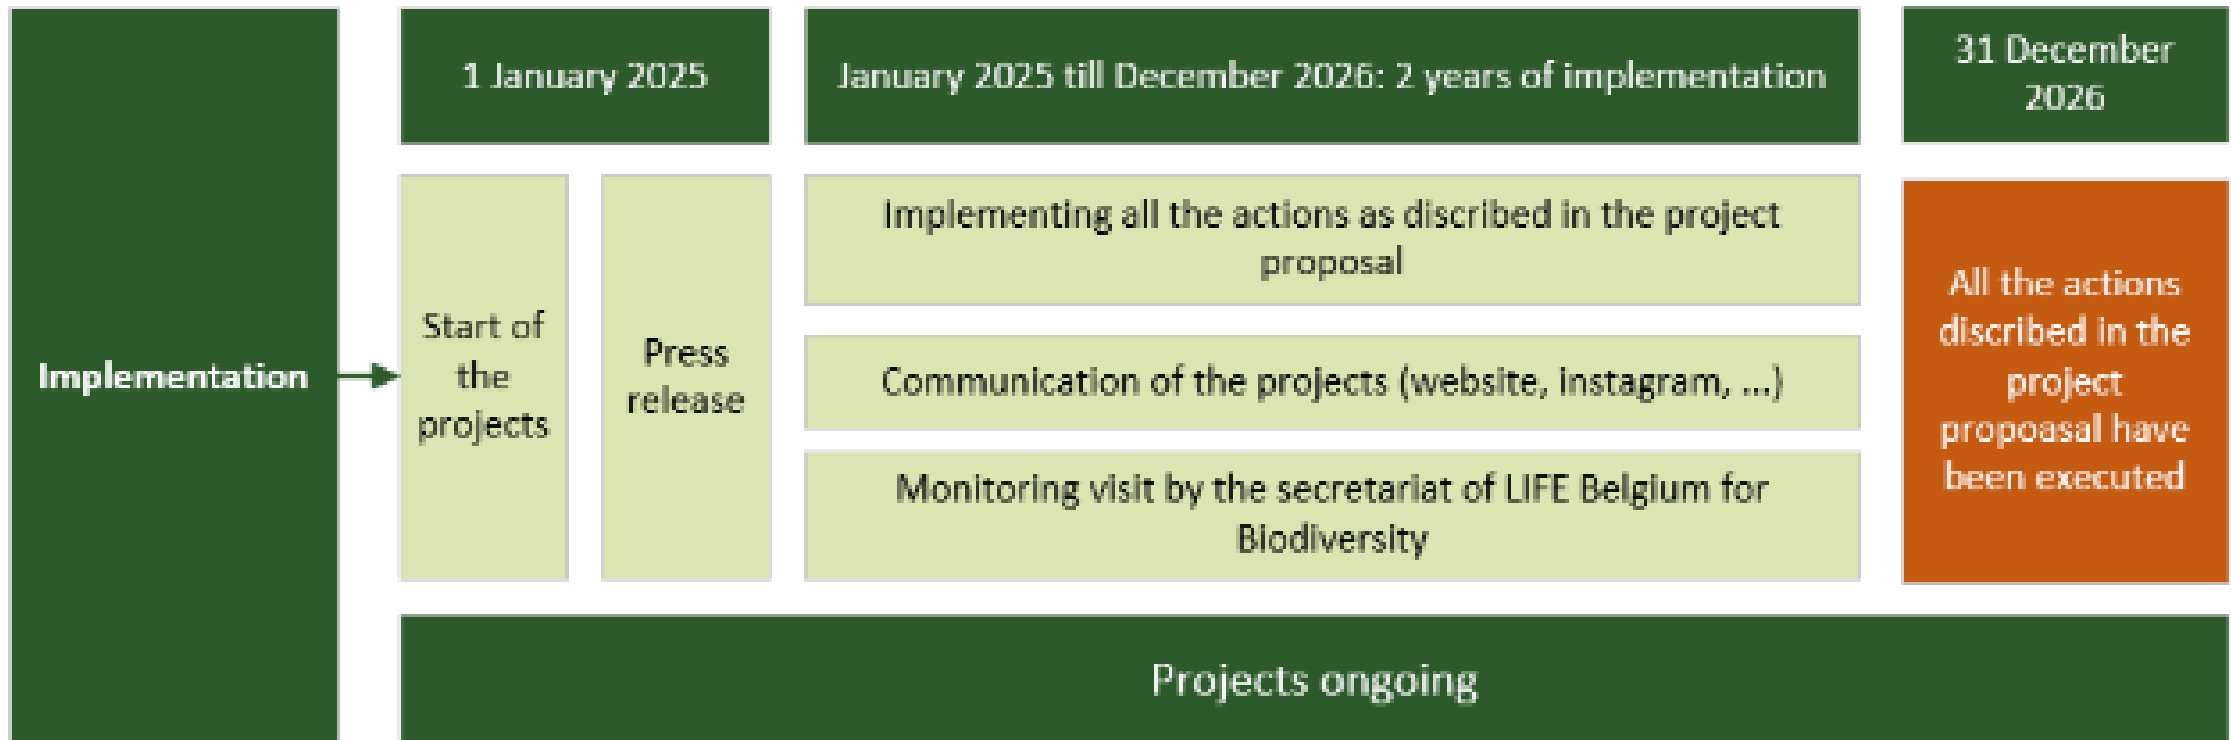 Implementation
1 January 2025
January 2025 till December 2026: 2 years of implementation
31 December
2026
Start of
the
projects
Press
release
Implementing all the actions as discribed in the project
proposal
Communication of the projects (website, instagram, ...)
Monitoring visit by the secretariat of LIFE Belgium for
Biodiversity
All the actions
discribed in the
project
propoasal have
been executed
Projects ongoing